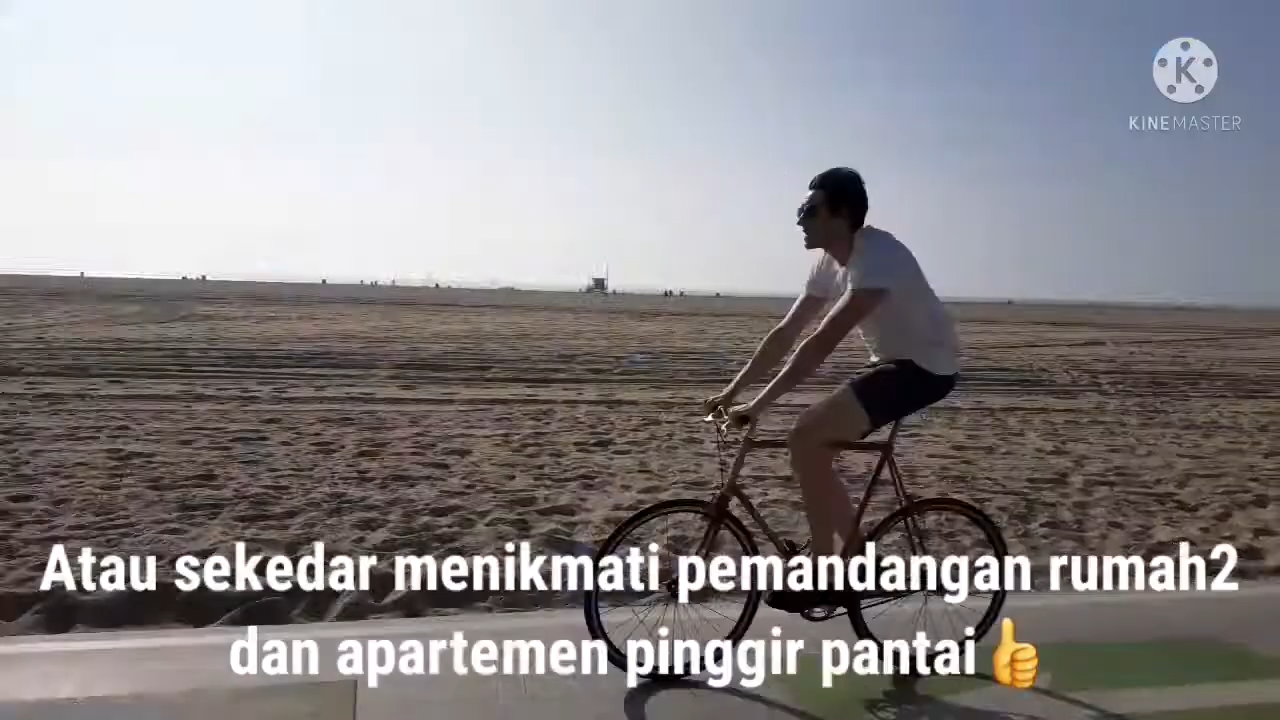 KINEMASTER
Atau sekedar menikmati pemandangan rumah2
dan apartemen pinggir pantai👍